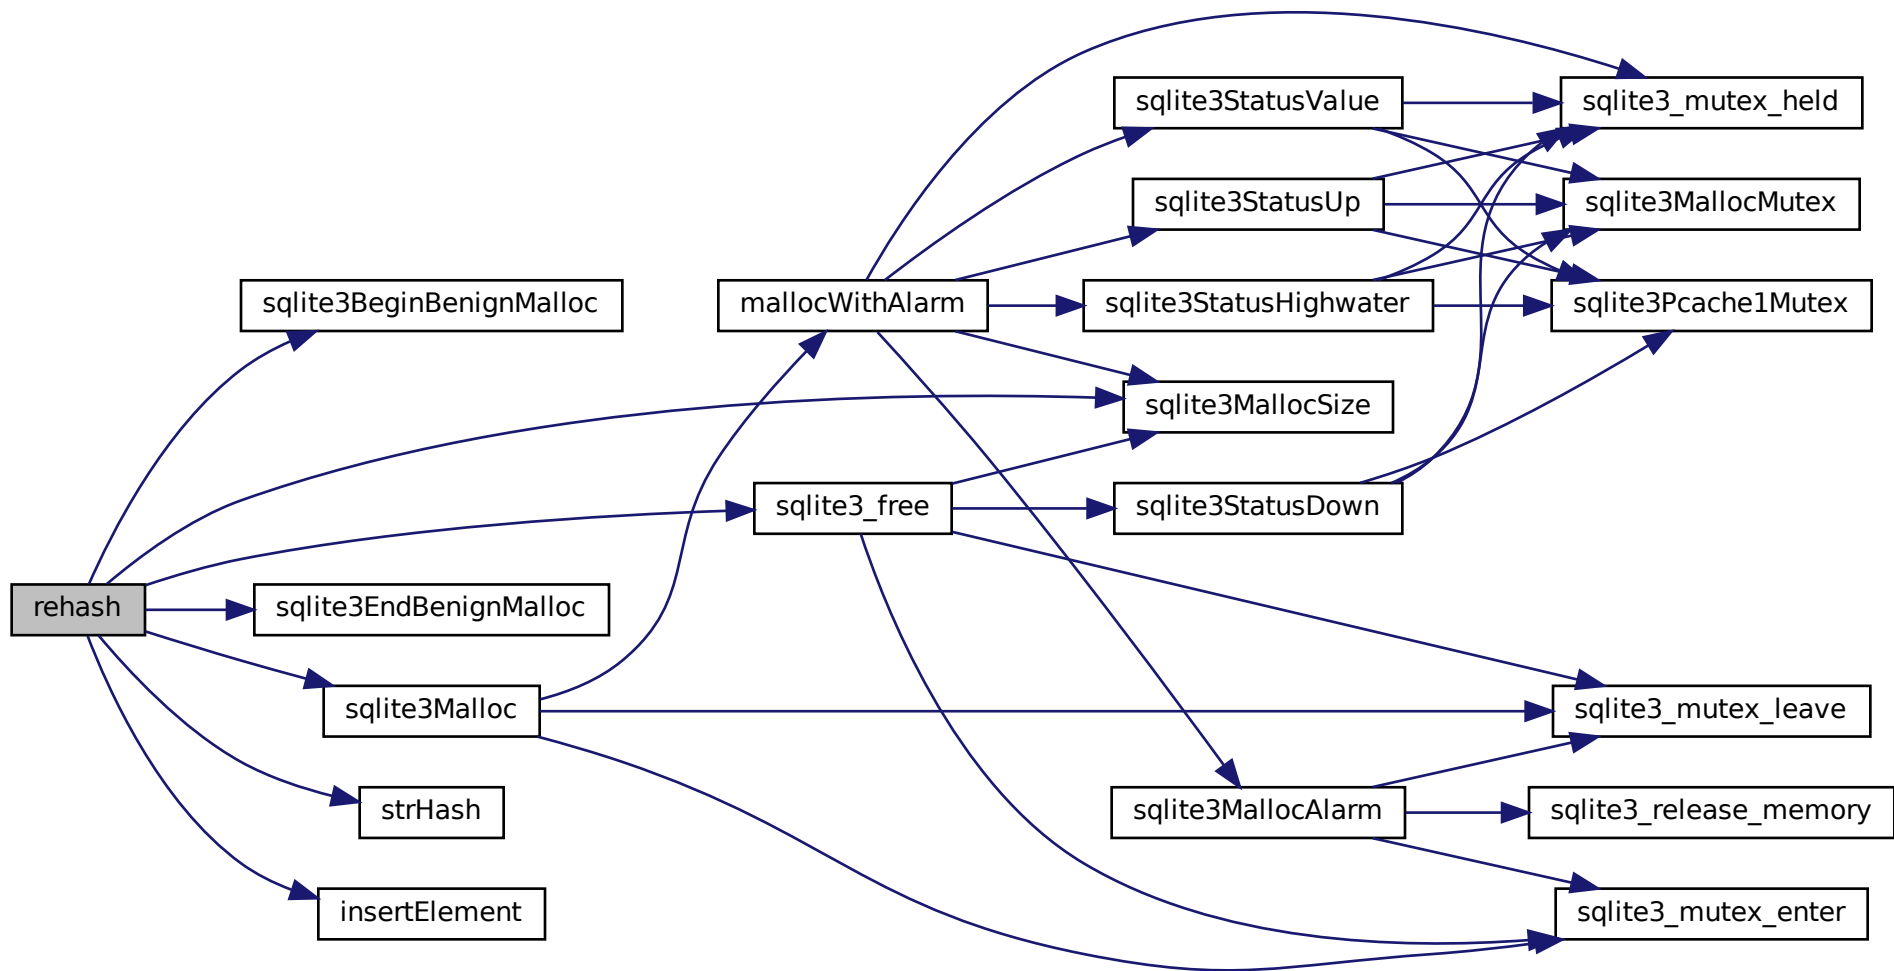 rehash
sqlite3BeginBenignMalloc
sqlite3EndBenignMalloc
sqlite3Malloc
strHash
insertElement
mallocWithAlarm
sqlite3_free
sqlite3StatusValue
sqlite3StatusUp
sqlite3StatusHighwater
sqlite3MallocSize
sqlite3StatusDown
sqlite3MallocAlarm
sqlite3_mutex_held
sqlite3MallocMutex
sqlite3Pcache1Mutex
sqlite3_mutex_leave
sqlite3_release_memory
sqlite3_mutex_enter